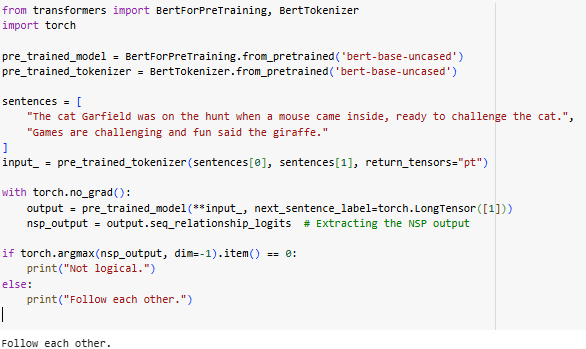 from transformers import BertForPreTraining, BertTokenizer
import torch
pre_trained_model = BertForPreTraining.from_pretrained('bert-base-uncased')
pre_trained_tokenizer = BertTokenizer.from_pretrained('bert-base-uncased')
sentences = [
    "The cat Garfield was on the hunt when a mouse came inside, ready to challenge the cat.",
    "Games are challenging and fun said the giraffe."
]
input_ = pre_trained_tokenizer(sentences[0], sentences[1], return_tensors="pt")
with torch.no_grad():
    output = pre_trained_model(**input_, next_sentence_label=torch.LongTensor([1]))
    nsp_output = output.seq_relationship_logits  # Extracting the NSP output
if torch.argmax(nsp_output, dim=-1).item() == 0:
    print("Not logical.")
else:
    print("Follow each other.")
Follow each other.